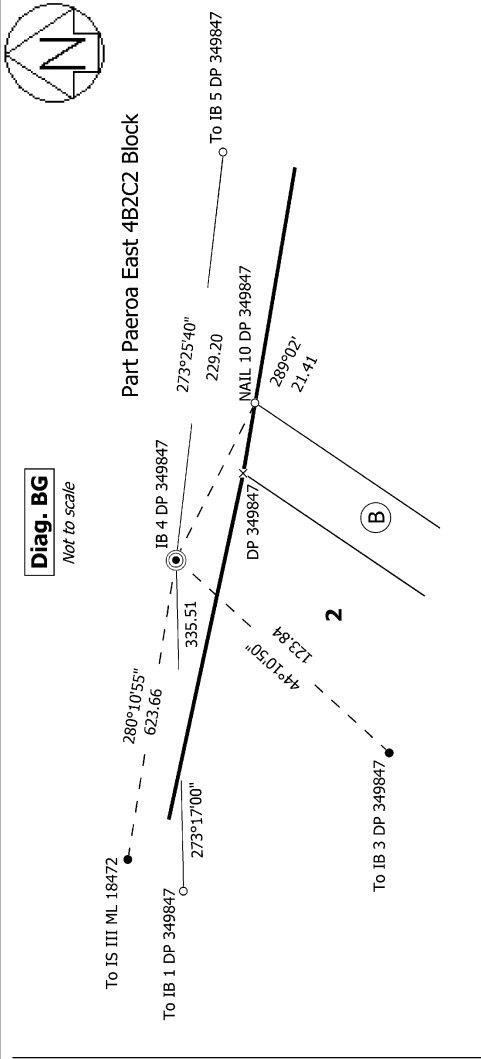 N
Diag. BG
Not to scale
Part Paeroa East 4B2C2 Block
To IS III ML 18472
280°10'55"
623.66
IB 4 DP 349847
273°25'40"
229.20
To IB 5 DP 349847
To IB 1 DP 349847
273°17'00"
335.51
DP 349847
NAIL 10 DP 349847
289°02'
21.41
44°10'50"
123.84
2
B
To IB 3 DP 349847